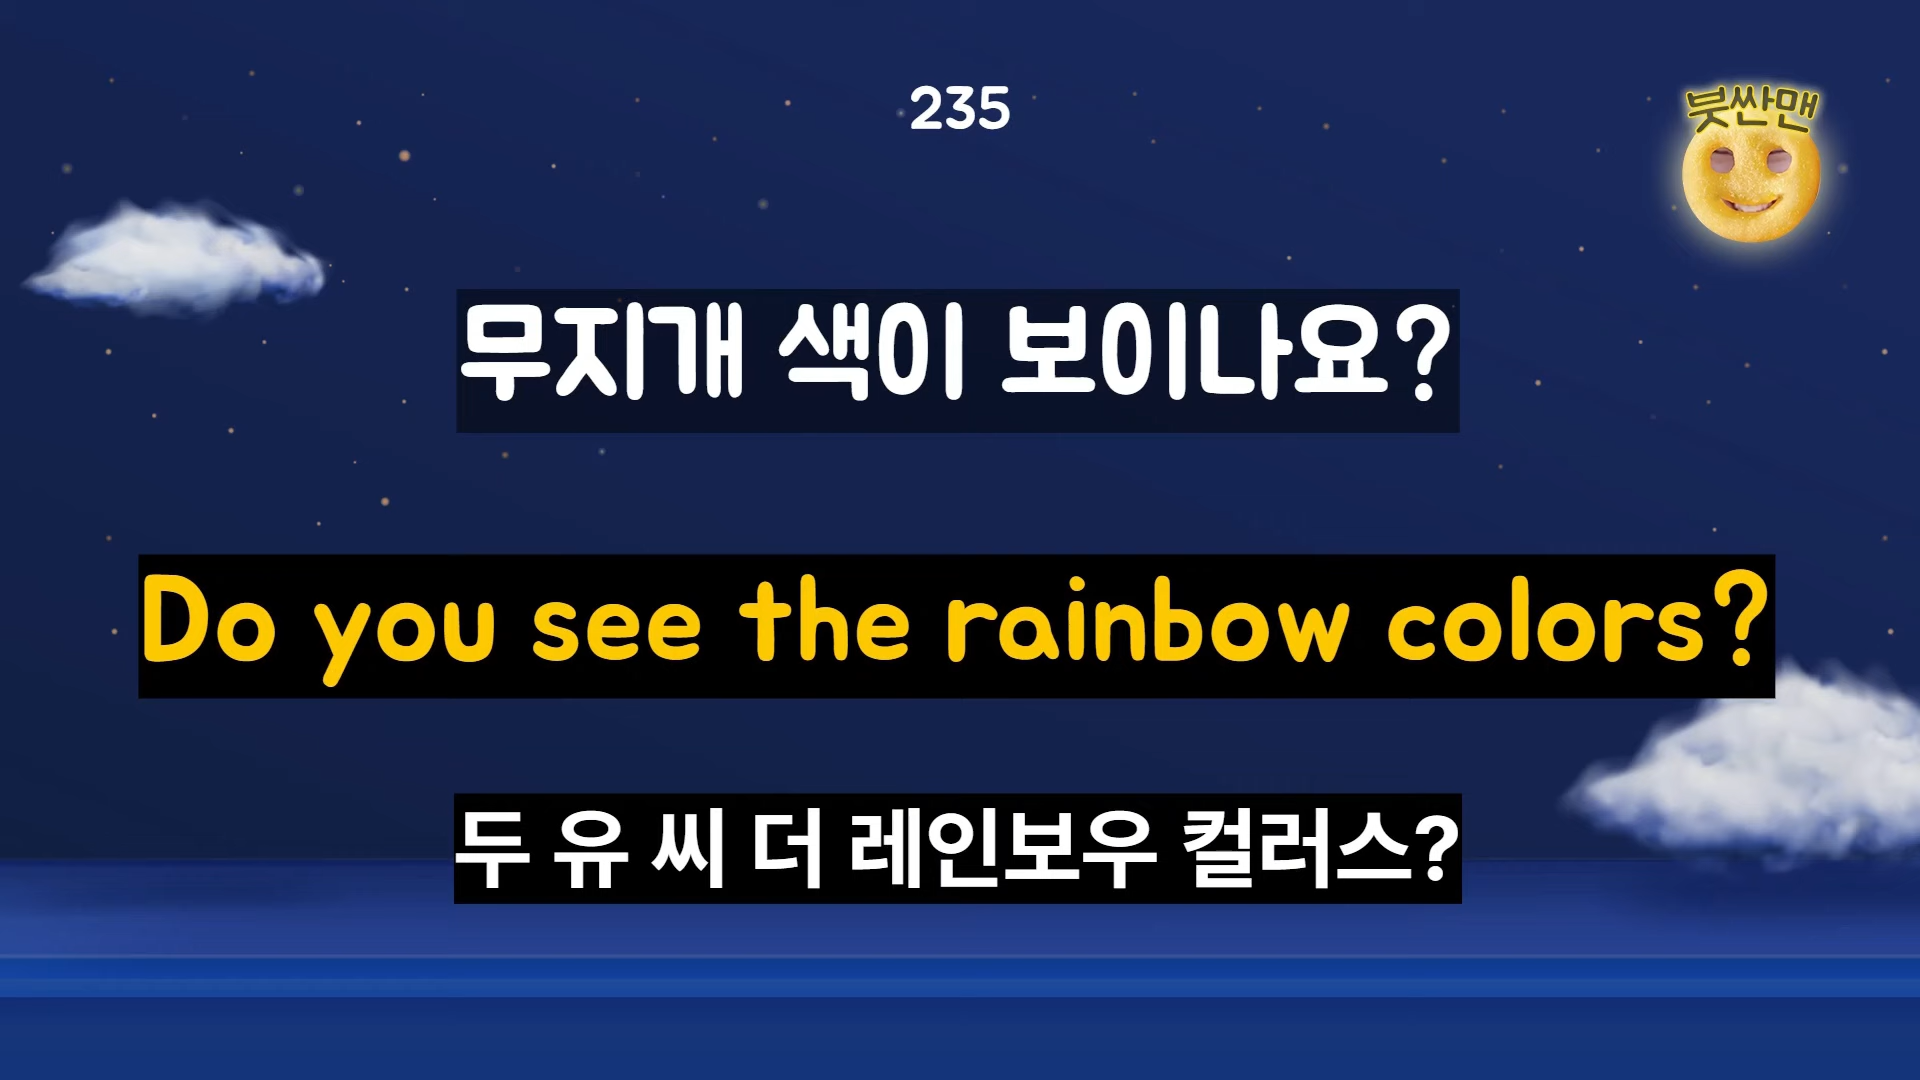 235
붓싼맨
무지개 색이 보이나요?
Do you see the rainbow colors?
두 유 씨 더 레인보우 컬러스?